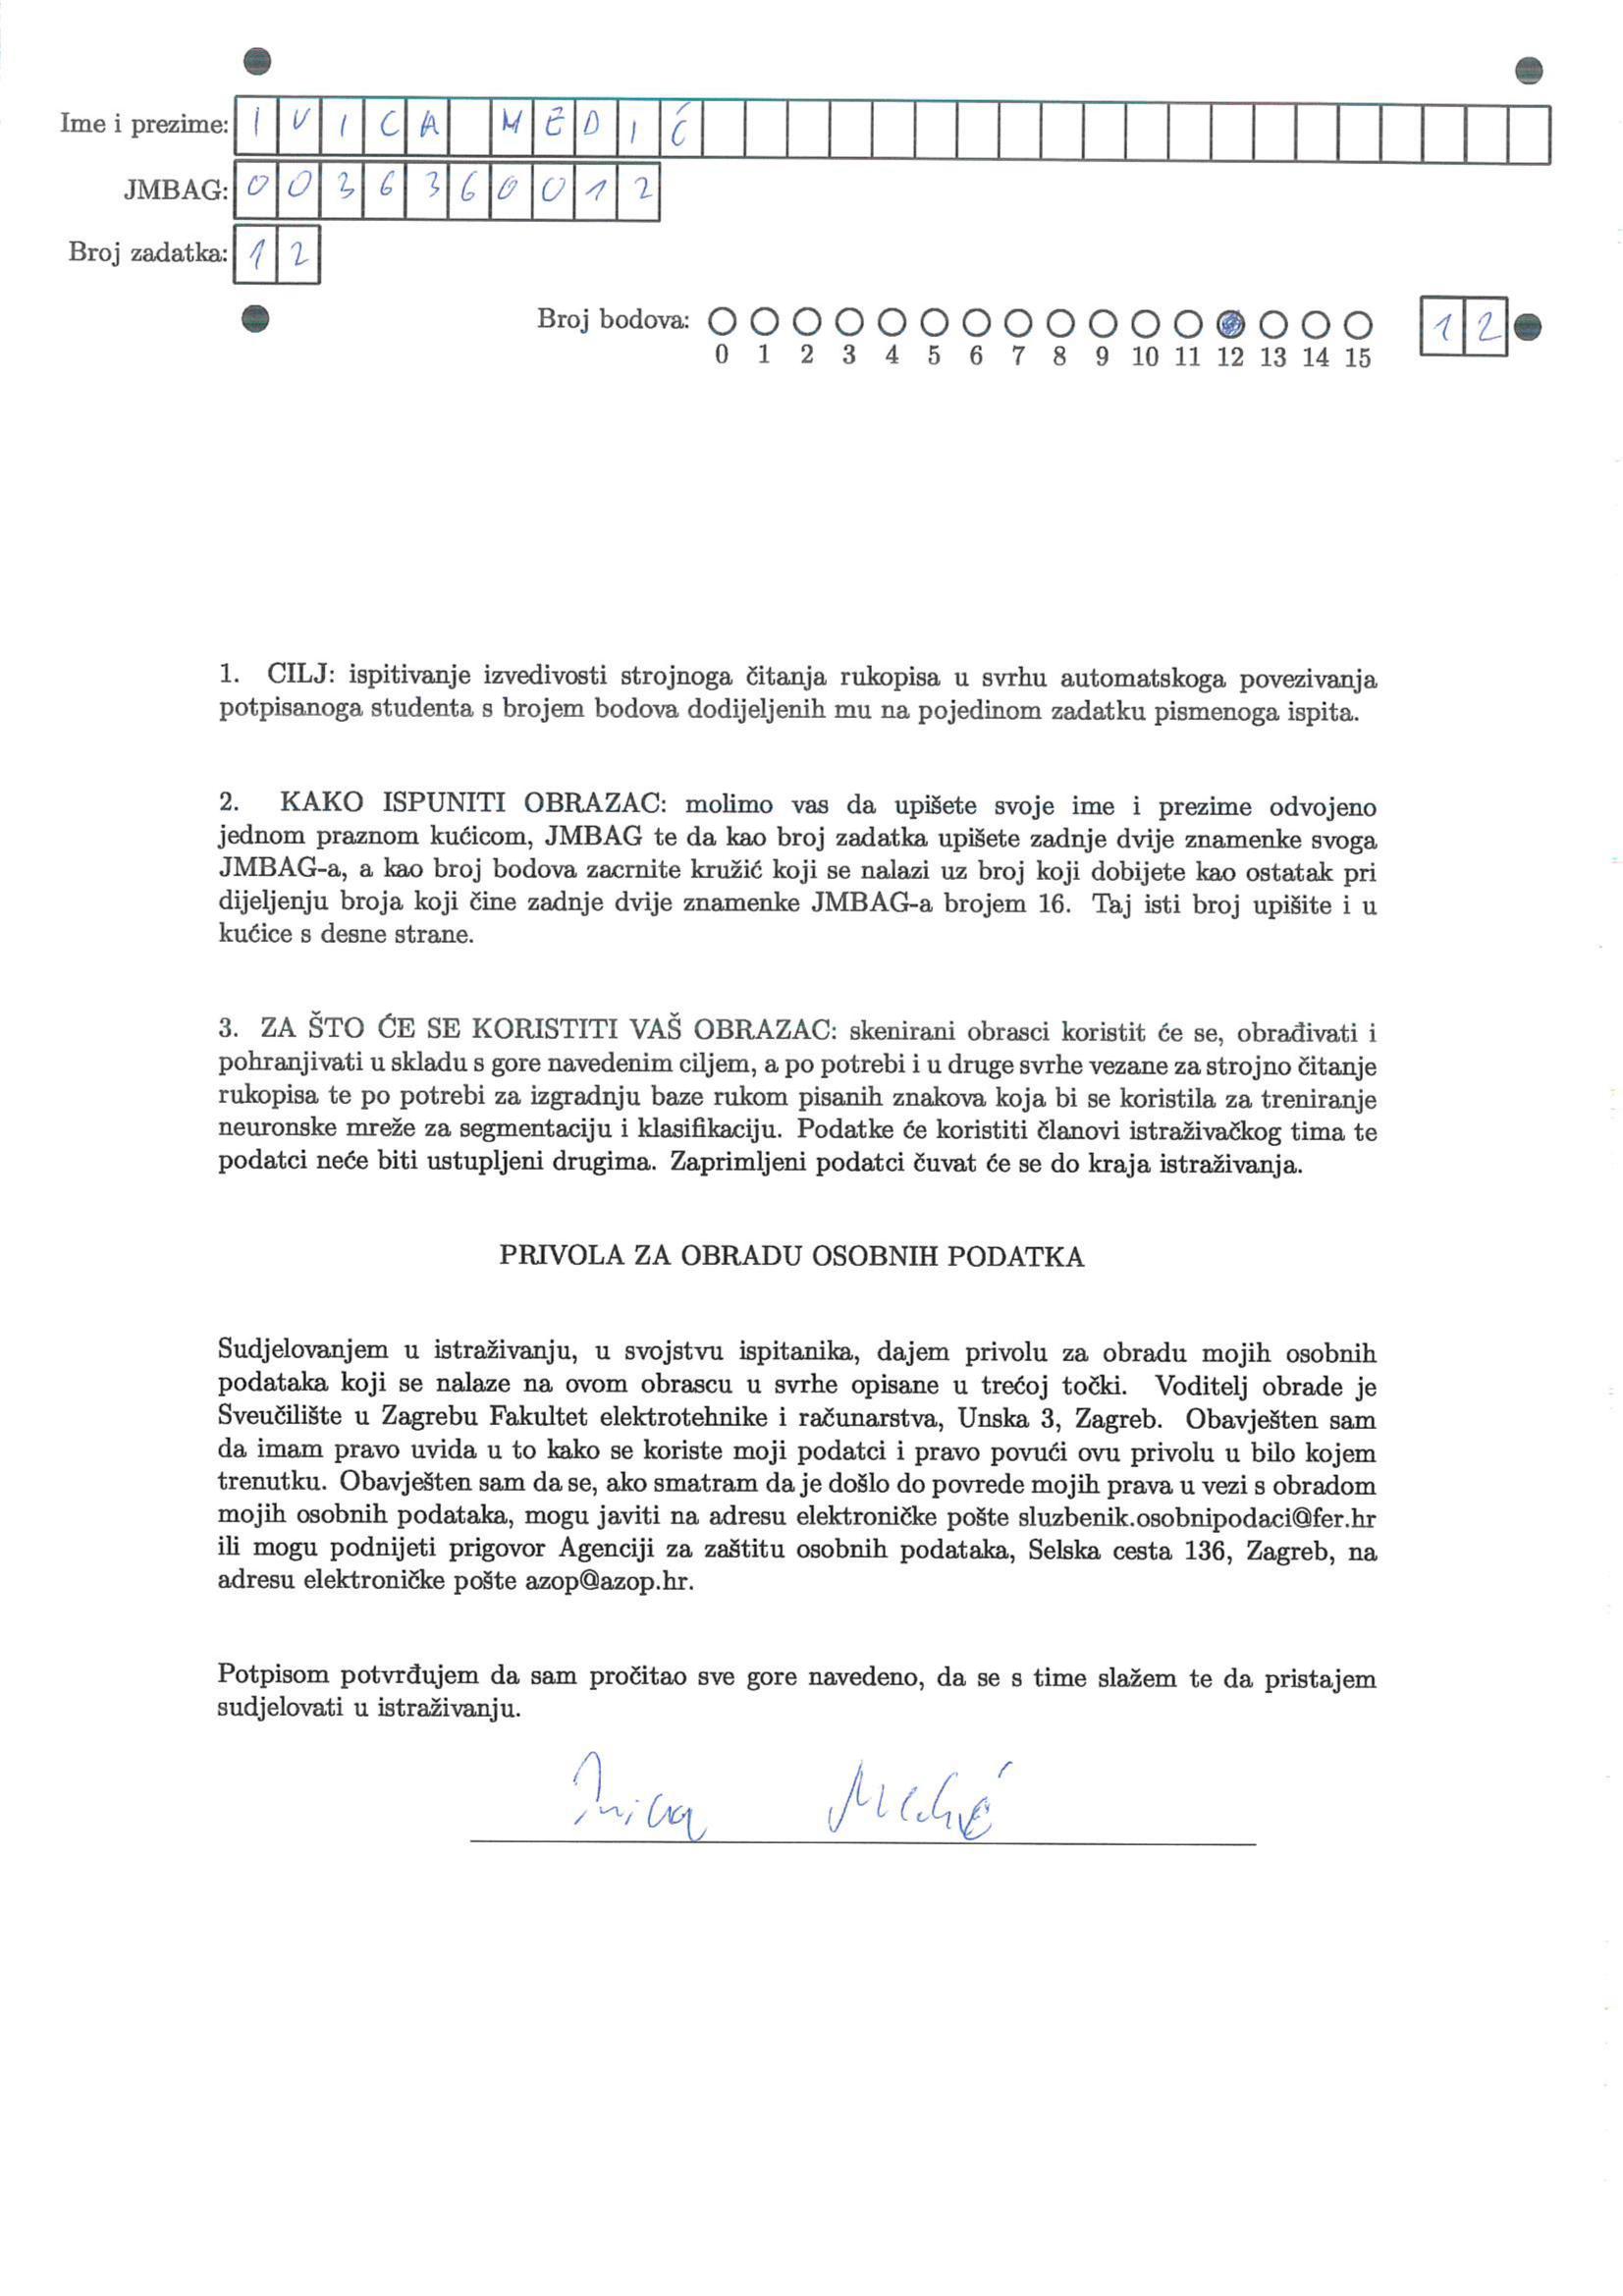 Ime i prezime: IVICA MEDIĆ
JMBAG: 0036360012
Broj zadatka: 12
Broj bodova: 12
0 1 2 3 4 5 6 7 8 9 10 11 12 13 14 15
1. CILJ: ispitivanje izvedivosti strojnoga čitanja rukopisa u svrhu automatskoga povezivanja
potpisanoga studenta s brojem bodova dodijeljenih mu na pojedinom zadatku pismenoga ispita.
2. KAKO ISPUNITI OBRAZAC: molimo vas da upišete svoje ime i prezime odvojeno
jednom praznom kućicom, JMBAG te da kao broj zadatka upišete zadnje dvije znamenke svoga
JMBAG-a, a kao broj bodova zacrnite kružić koji se nalazi uz broj koji dobijete kao ostatak pri
dijeljenju broja koji čine zadnje dvije znamenke JMBAG-a brojem 16. Taj isti broj upišite i u
kućice s desne strane.
3. ZA ŠTO ĆE SE KORISTITI VAŠ OBRAZAC: skenirani obrasci koristit će se, obrađivati i
pohranjivati u skladu s gore navedenim ciljem, a po potrebi i u druge svrhe vezane za strojno čitanje
rukopisa te po potrebi za izgradnju baze rukom pisanih znakova koja bi se koristila za treniranje
neuronske mreže za segmentaciju i klasifikaciju. Podatke će koristiti članovi istraživačkog tima te
podatci neće biti ustupljeni drugima. Zaprimljeni podatci čuvat će se do kraja istraživanja.
PRIVOLA ZA OBRADU OSOBNIH PODATKA
Sudjelovanjem u istraživanju, u svojstvu ispitanika, dajem privolu za obradu mojih osobnih
podataka koji se nalaze na ovom obrascu u svrhe opisane u trećoj točki. Voditelj obrade je
Sveučilište u Zagrebu Fakultet elektrotehnike i računarstva, Unska 3, Zagreb. Obavješten sam
da imam pravo uvida u to kako se koriste moji podatci i pravo povući ovu privolu u bilo kojem
trenutku. Obavješten sam da se, ako smatram da je došlo do povrede mojih prava u vezi s obradom
mojih osobnih podataka, mogu javiti na adresu elektroničke pošte sluzbenik.osobnipodaci@fer.hr
ili mogu podnijeti prigovor Agenciji za zaštitu osobnih podataka, Selska cesta 136, Zagreb, na
adresu elektroničke pošte azop@azop.hr.
Potpisom potvrđujem da sam pročitao sve gore navedeno, da se s time slažem te da pristajem
sudjelovati u istraživanju.
Ivica Medić